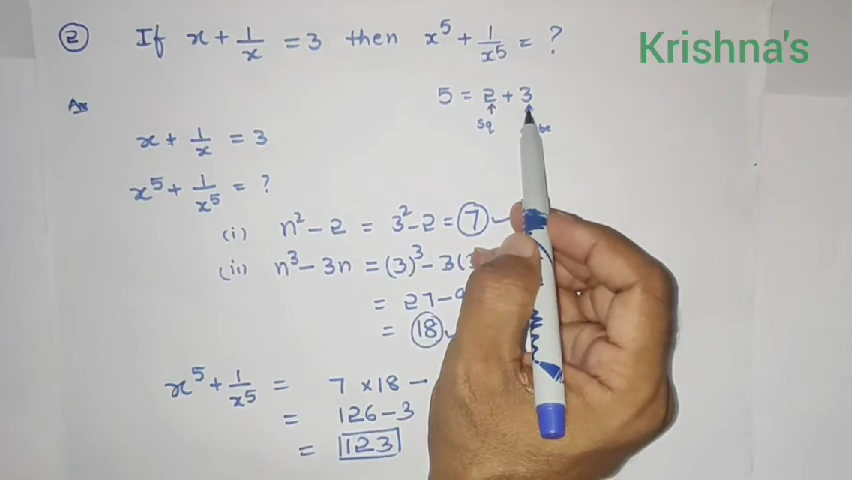 ② If x + 1/x = 3 then x⁵ + 1/x⁵ = ?
Krishna's
5 = 2 + 3
Sq
Ans
x + 1/x = 3
x⁵ + 1/x⁵ = ?
(i) n² - 2 = 3² - 2 = 7
(ii) n³ - 3n = (3)³ - 3(
= 27 - 9
= 18
x⁵ + 1/x⁵ = 7 × 18 -
= 126 - 3
= 123